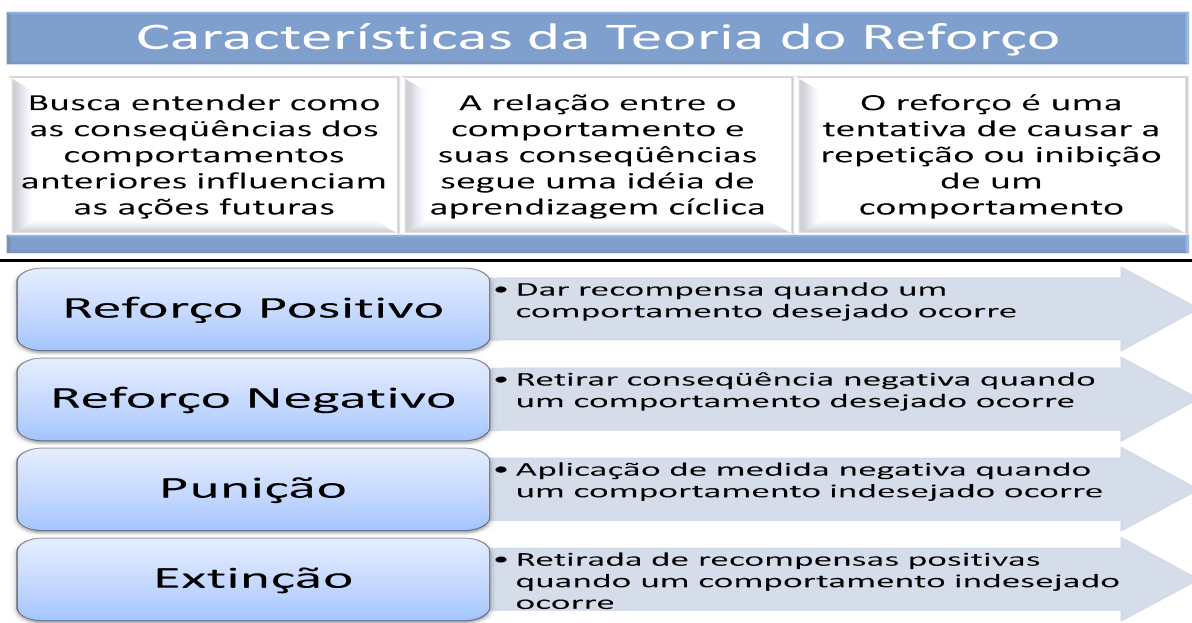 Características da Teoria do Reforço
Busca entender como
as conseqüências dos
comportamentos
anteriores influenciam
as ações futuras
A relação entre o
comportamento e
suas conseqüências
segue uma idéia de
aprendizagem cíclica
O reforço é uma
tentativa de causar a
repetição ou inibição
de um
comportamento
Reforço Positivo
• Dar recompensa quando um
comportamento desejado ocorre
Reforço Negativo
• Retirar conseqüência negativa quando
um comportamento desejado ocorre
Punição
• Aplicação de medida negativa quando
um comportamento indesejado ocorre
Extinção
• Retirada de recompensas positivas
quando um comportamento indesejado
ocorre